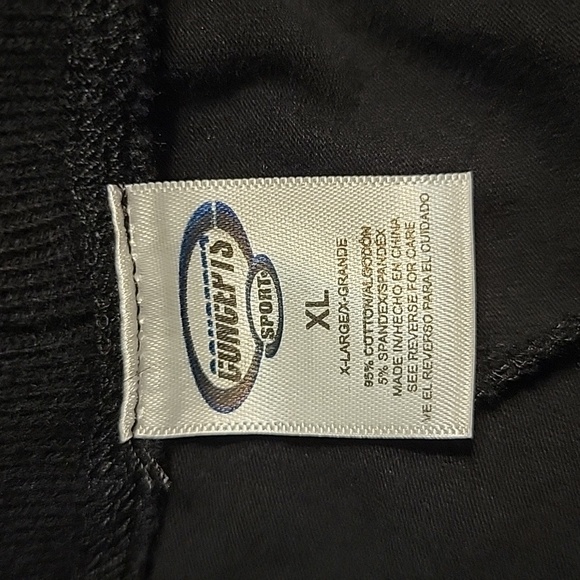 CONCEPTS
SPORT
XL
X-LARGE/X-GRANDE
95% COTTON/ALGODÓN
5% SPANDEX/SPANDEX
MADE IN/HECHO EN CHINA
SEE REVERSE FOR CARE
VE EL REVERSO PARA EL CUIDADO